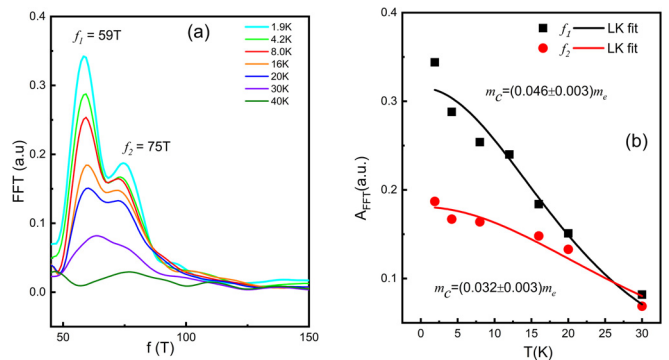 f1 = 59T
(a)
1.9K
4.2K
8.0K
16K
20K
30K
40K
f2 = 75T
FFT (a.u)
0.4
0.3
0.2
0.1
0.0
50 100 150
f (T)
f1 LK fit
f2 LK fit
mC=(0.046±0.003)me
(b)
mC=(0.032±0.003)me
AFFT(a.u.)
0.4
0.3
0.2
0.1
0 5 10 15 20 25 30
T(K)